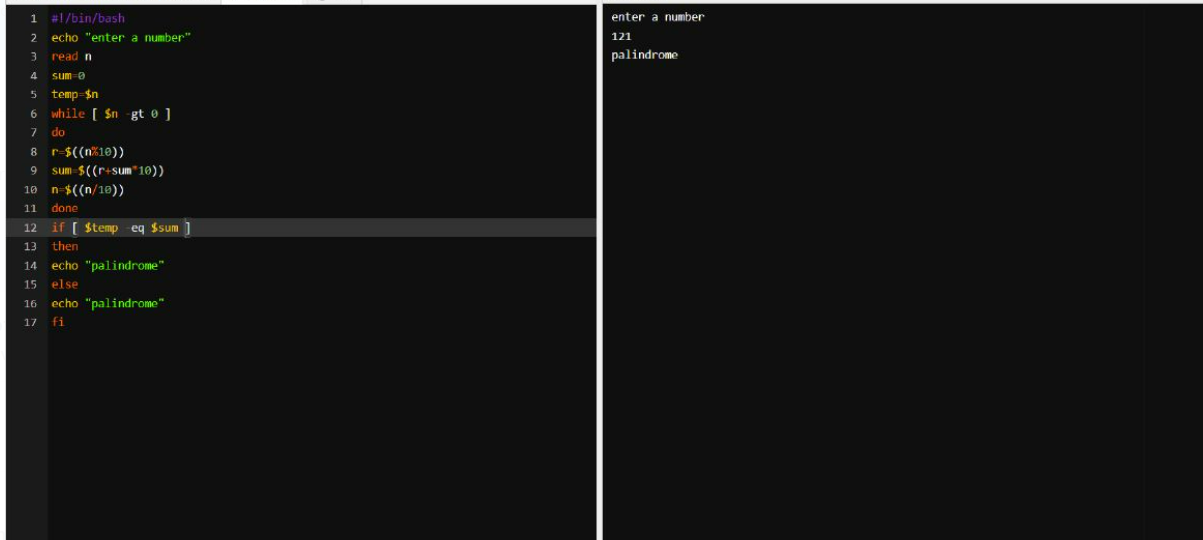 1 #!/bin/bash
2 echo "enter a number"
3 read n
4 sum=0
5 temp=$n
6 while [ $n -gt 0 ]
7 do
8 r=$((n%10))
9 sum=$((r+sum*10))
10 n=$((n/10))
11 done
12 if [ $temp -eq $sum ]
13 then
14 echo "palindrome"
15 else
16 echo "palindrome"
17 fi
enter a number
121
palindrome